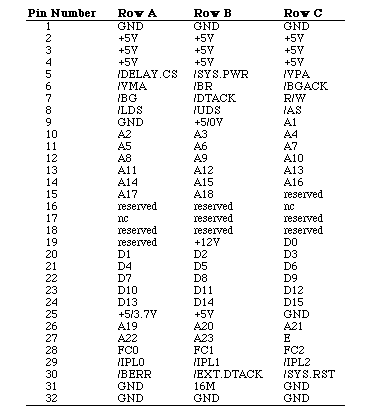 Pin Number Row A Row B Row C
1 GND GND GND
2 +5V +5V +5V
3 +5V +5V +5V
4 +5V +5V +5V
5 /DELAY.CS /SYS.PWR /VPA
6 /VMA /BR /BGACK
7 /BG /DTACK R/W
8 /LDS /UDS /AS
9 GND +5/0V A1
10 A2 A3 A4
11 A5 A6 A7
12 A8 A9 A10
13 A11 A12 A13
14 A14 A15 A16
15 A17 A18 reserved
16 reserved reserved nc
17 nc reserved reserved
18 reserved reserved reserved
19 reserved +12V D0
20 D1 D2 D3
21 D4 D5 D6
22 D7 D8 D9
23 D10 D11 D12
24 D13 D14 D15
25 +5/3.7V +5V GND
26 A19 A20 A21
27 A22 A23 E
28 FC0 FC1 FC2
29 /IPL0 /IPL1 /IPL2
30 /BERR /EXT.DTACK /SYS.RST
31 GND 16M GND
32 GND GND GND